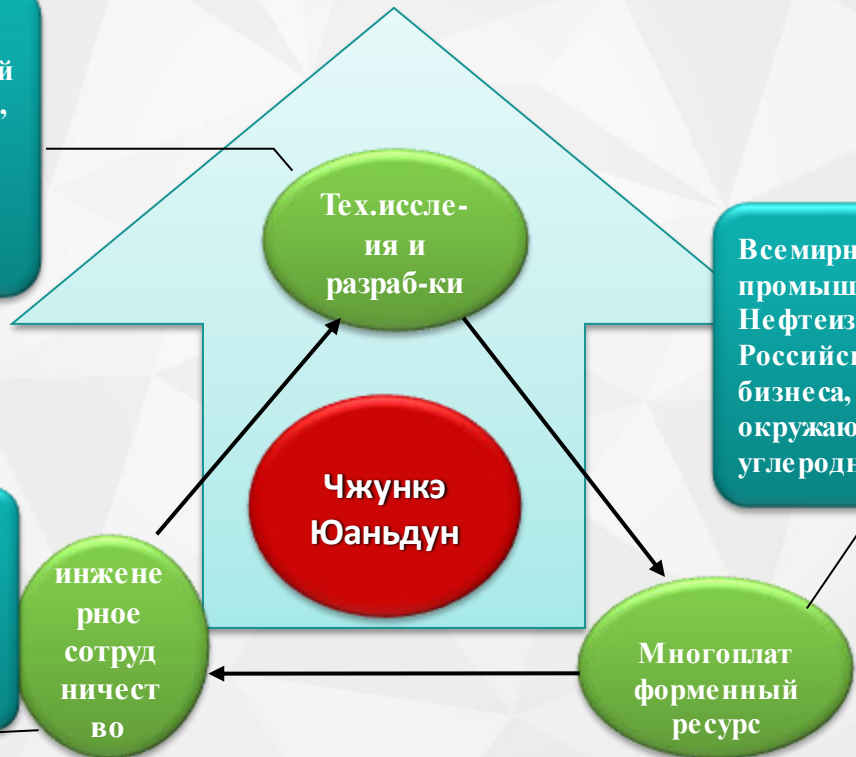 й
,
Тех.иссле-
ия и
разраб-ки
Всемирн
промыш
Нефтеиз
Российск
бизнеса,
окружаю
углеродн
Чжункэ
Юаньдун
инжене
рное
сотруд
ничест
во
Многоплат
форменный
ресурс